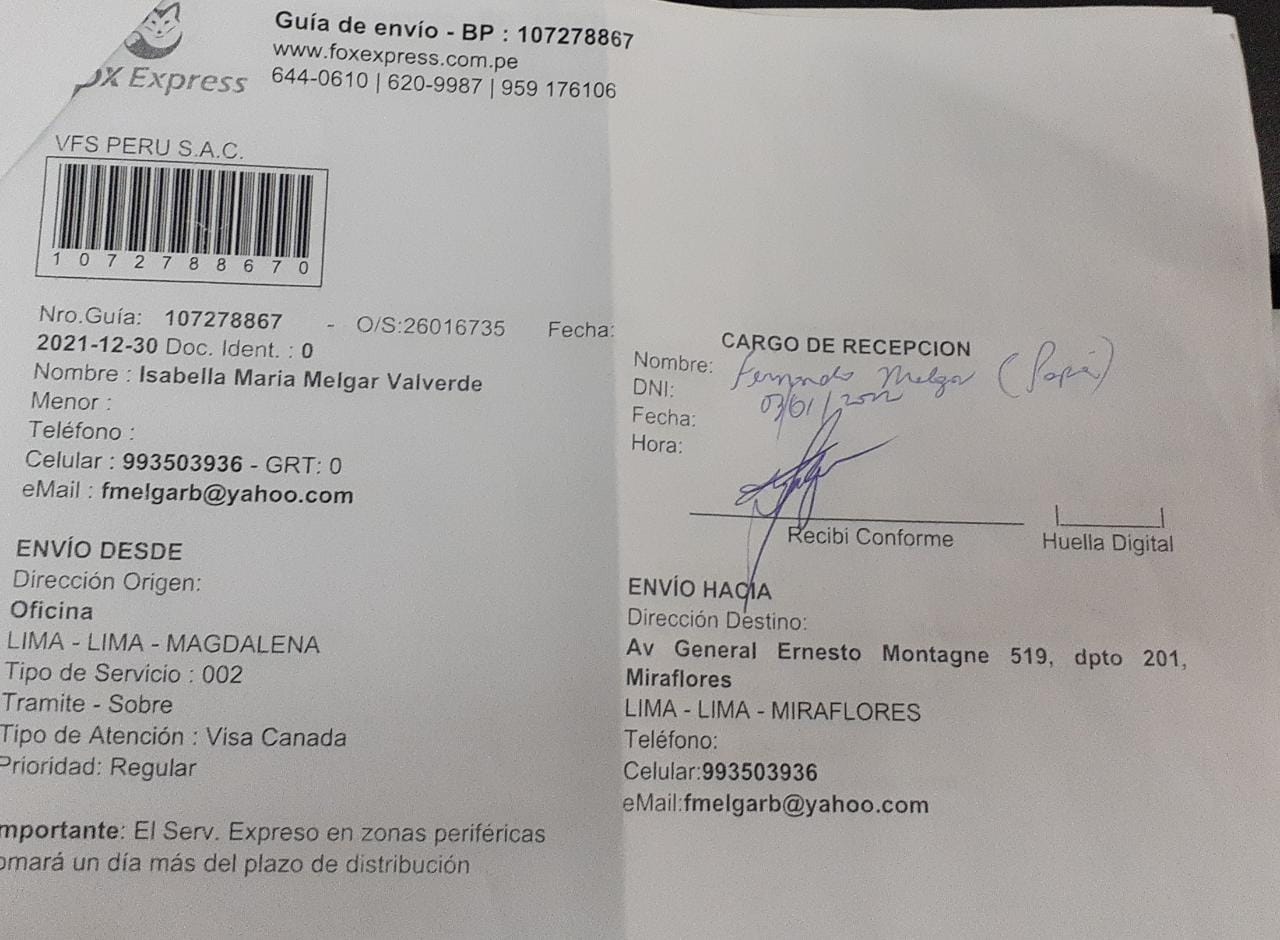 Guía de envío - BP : 107278867
www.foxexpress.com.pe
644-0610 | 620-9987 | 959 176106
OX Express
VFS PERU S.A.C.
1 0 7 2 7 8 8 6 7 0
Nro.Guía: 107278867 - O/S:26016735 Fecha:
2021-12-30 Doc. Ident. : 0
Nombre : Isabella Maria Melgar Valverde
Menor :
Teléfono :
Celular : 993503936 - GRT: 0
eMail : fmelgarb@yahoo.com
ENVÍO DESDE
Dirección Origen:
Oficina
LIMA - LIMA - MAGDALENA
Tipo de Servicio : 002
Tramite - Sobre
Tipo de Atención : Visa Canada
Prioridad: Regular
mportante: El Serv. Expreso en zonas periféricas
omará un día más del plazo de distribución
CARGO DE RECEPCION
Nombre: Fernando Melgar (Papá)
DNI:
Fecha: 03/01/2022
Hora:
Recibi Conforme
Huella Digital
ENVÍO HACIA
Dirección Destino:
Av General Ernesto Montagne 519, dpto 201,
Miraflores
LIMA - LIMA - MIRAFLORES
Teléfono:
Celular:993503936
eMail:fmelgarb@yahoo.com